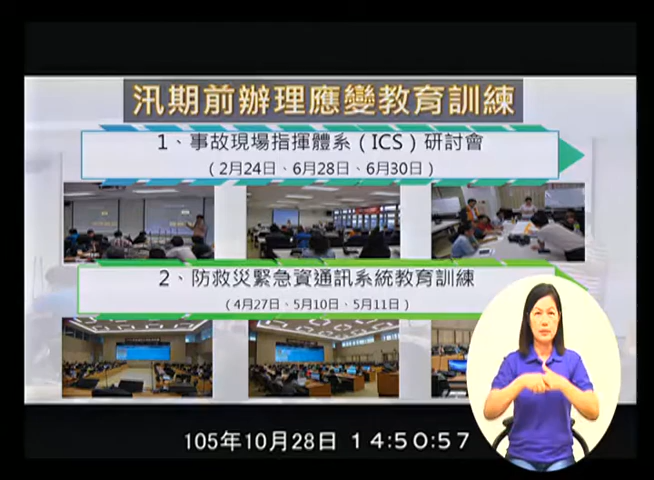 汛期前辦理應變教育訓練
1、事故現場指揮體系(ICS)研討會
(2月24日、6月28日、6月30日)
2、防救災緊急資通訊系統教育訓練
(4月27日、5月10日、5月11日)
105年10月28日 14:50:57